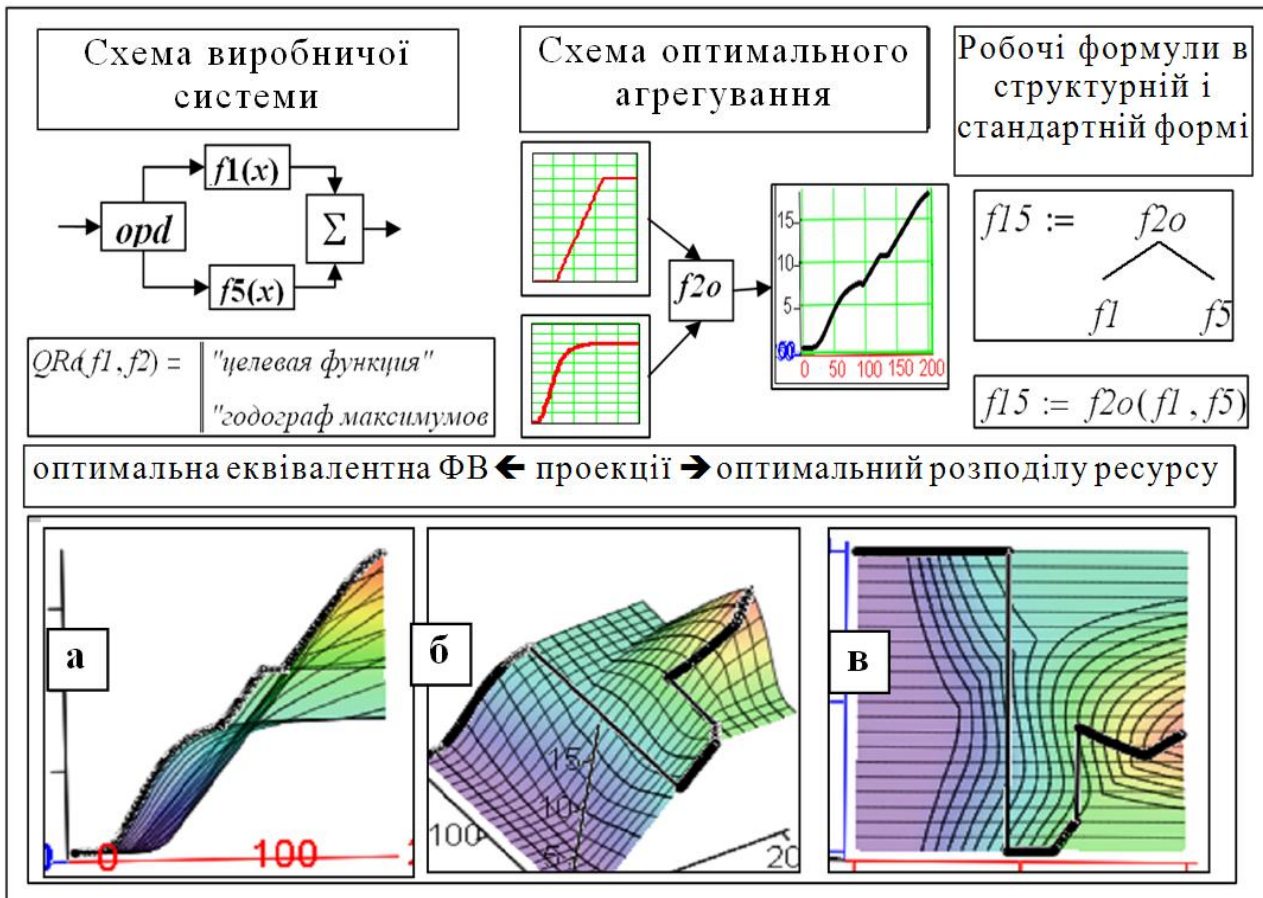 Схема виробничої
системи
Схема оптимального
агрегування
Робочі формули в
структурній і
стандартній формі
f1(x)
opd
Σ
f5(x)
f2o
15
10
5
0 50 100 150 200
f15 := f2o
f1 f5
QRd(f1, f2) = "целевая функция"
"годограф максимумов
f15 := f2o(f1, f5)
оптимальна еквівалентна ФВ ← проекції → оптимальний розподілу ресурсу
а
0 100
б
15
10
5
100
20
в